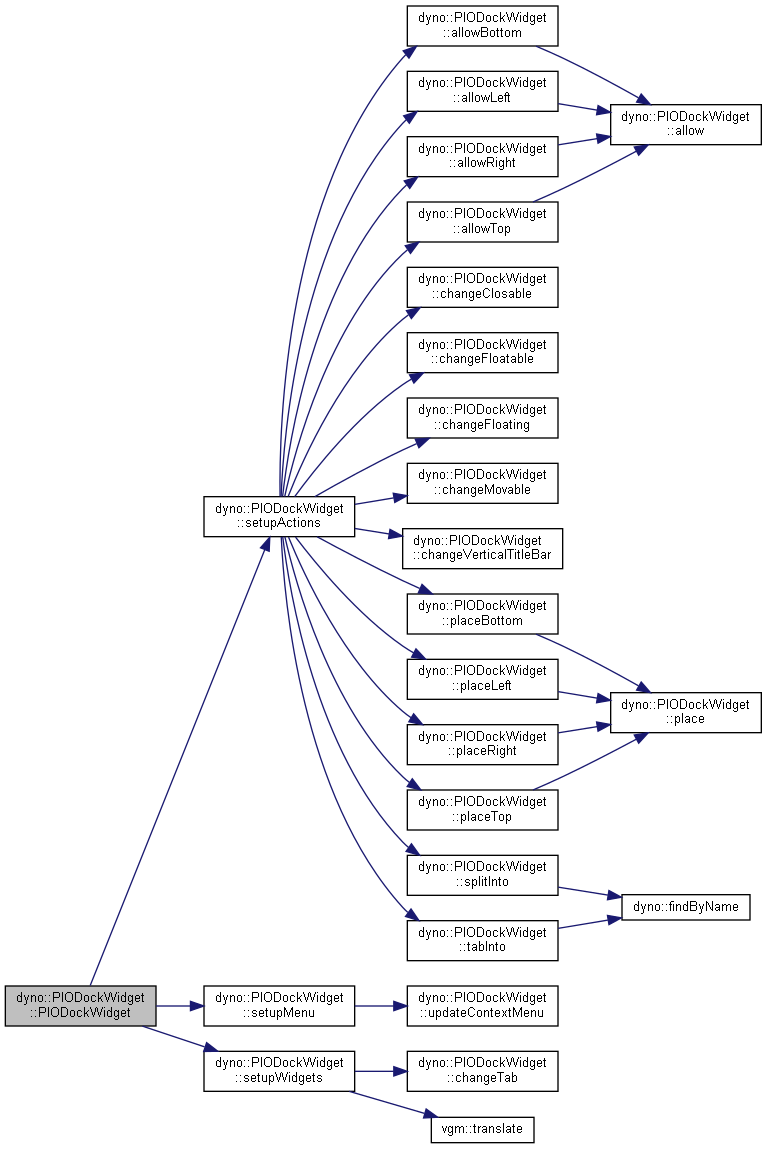 dyno::PIODockWidget
::allowBottom
dyno::PIODockWidget
::allowLeft
dyno::PIODockWidget
::allow
dyno::PIODockWidget
::allowRight
dyno::PIODockWidget
::allowTop
dyno::PIODockWidget
::changeClosable
dyno::PIODockWidget
::changeFloatable
dyno::PIODockWidget
::changeFloating
dyno::PIODockWidget
::changeMovable
dyno::PIODockWidget
::setupActions
dyno::PIODockWidget
::changeVerticalTitleBar
dyno::PIODockWidget
::placeBottom
dyno::PIODockWidget
::placeLeft
dyno::PIODockWidget
::place
dyno::PIODockWidget
::placeRight
dyno::PIODockWidget
::placeTop
dyno::PIODockWidget
::splitInto
dyno::findByName
dyno::PIODockWidget
::tabInto
dyno::PIODockWidget
::PIODockWidget
dyno::PIODockWidget
::setupMenu
dyno::PIODockWidget
::updateContextMenu
dyno::PIODockWidget
::setupWidgets
dyno::PIODockWidget
::changeTab
vgm::translate